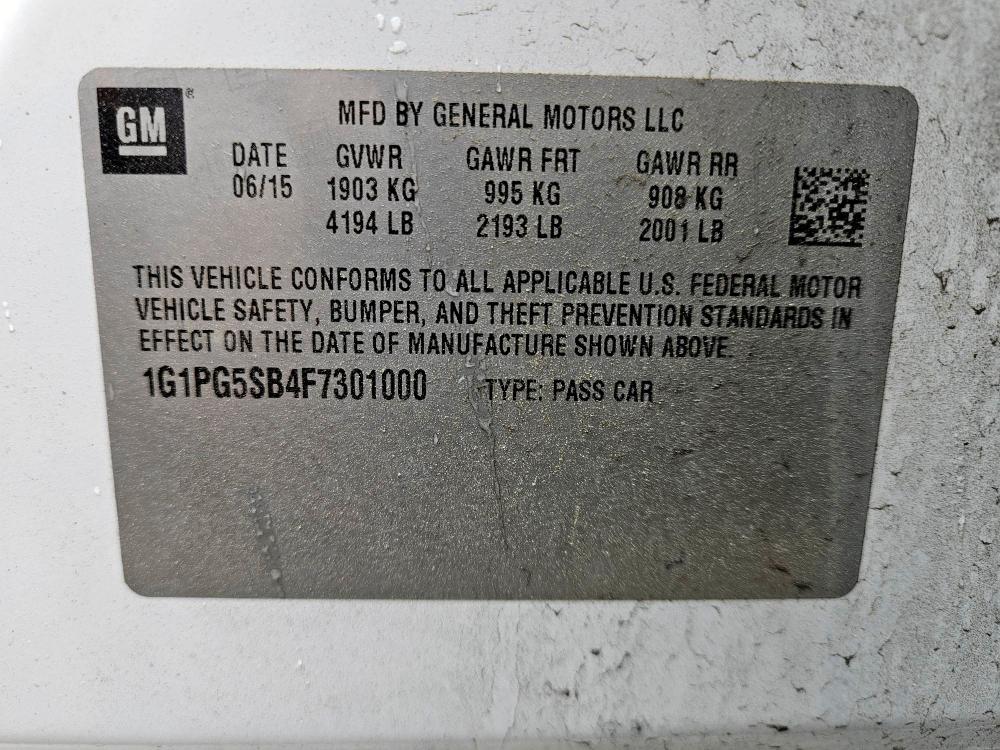 GM ®
MFD BY GENERAL MOTORS LLC
DATE GVWR GAWR FRT GAWR RR
06/15 1903 KG 995 KG 908 KG
4194 LB 2193 LB 2001 LB
THIS VEHICLE CONFORMS TO ALL APPLICABLE U.S. FEDERAL MOTOR
VEHICLE SAFETY, BUMPER, AND THEFT PREVENTION STANDARDS IN
EFFECT ON THE DATE OF MANUFACTURE SHOWN ABOVE.
1G1PG5SB4F7301000 TYPE: PASS CAR